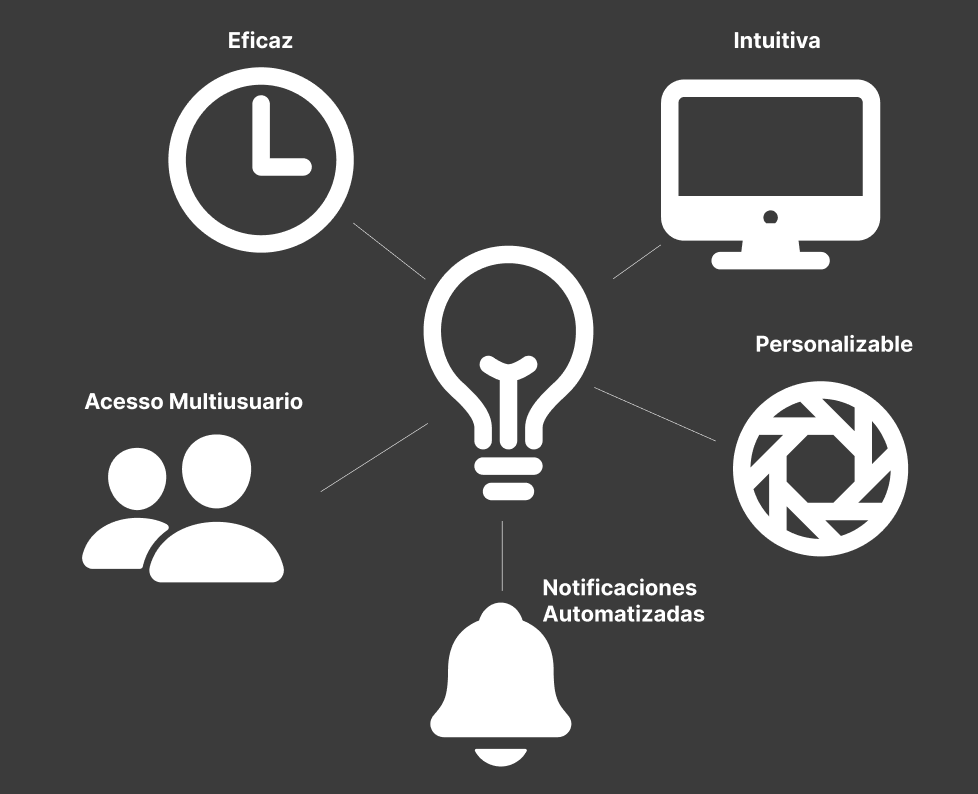 Eficaz
Intuitiva
Personalizable
Acesso Multiusuario
Notificaciones
Automatizadas